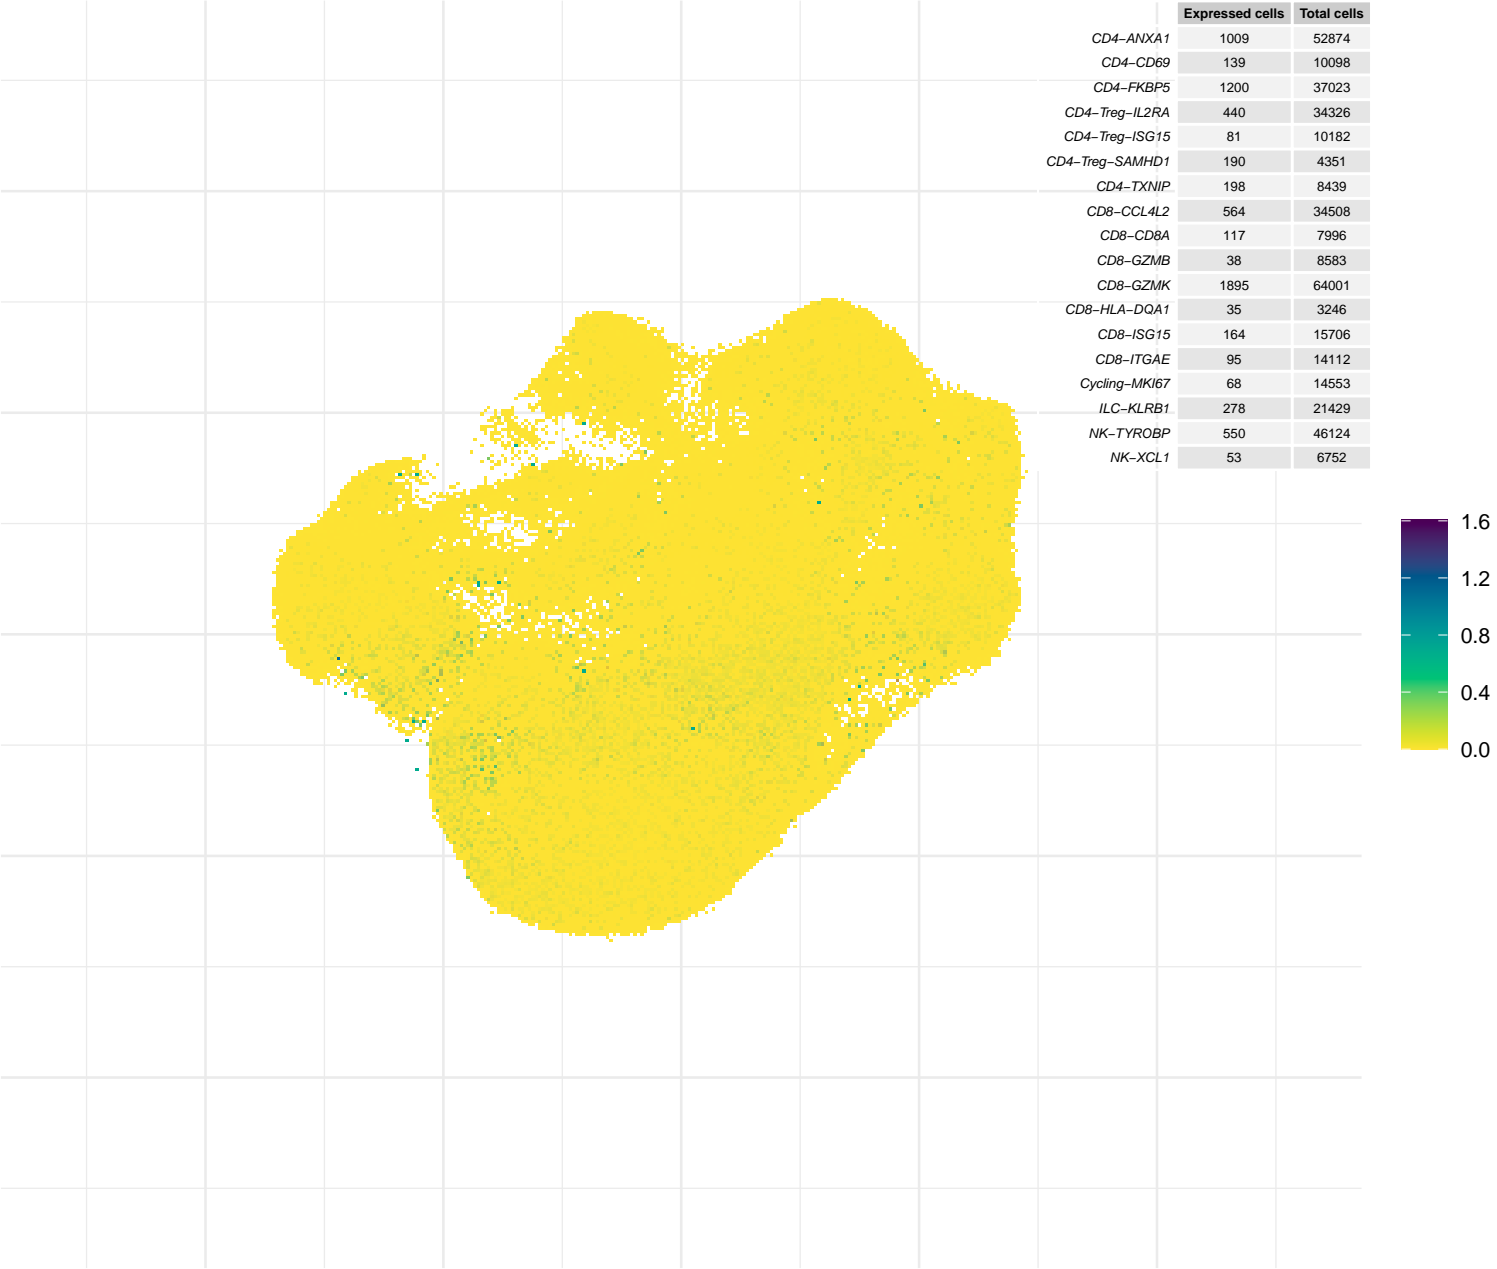 Expressed cells Total cells
CD4−ANXA1 1009 52874
CD4−CD69 139 10098
CD4−FKBP5 1200 37023
CD4−Treg−IL2RA 440 34326
CD4−Treg−ISG15 81 10182
CD4−Treg−SAMHD1 190 4351
CD4−TXNIP 198 8439
CD8−CCL4L2 564 34508
CD8−CD8A 117 7996
CD8−GZMB 38 8583
CD8−GZMK 1895 64001
CD8−HLA−DQA1 35 3246
CD8−ISG15 164 15706
CD8−ITGAE 95 14112
Cycling−MKI67 68 14553
ILC−KLRB1 278 21429
NK−TYROBP 550 46124
NK−XCL1 53 6752
1.6
1.2
0.8
0.4
0.0